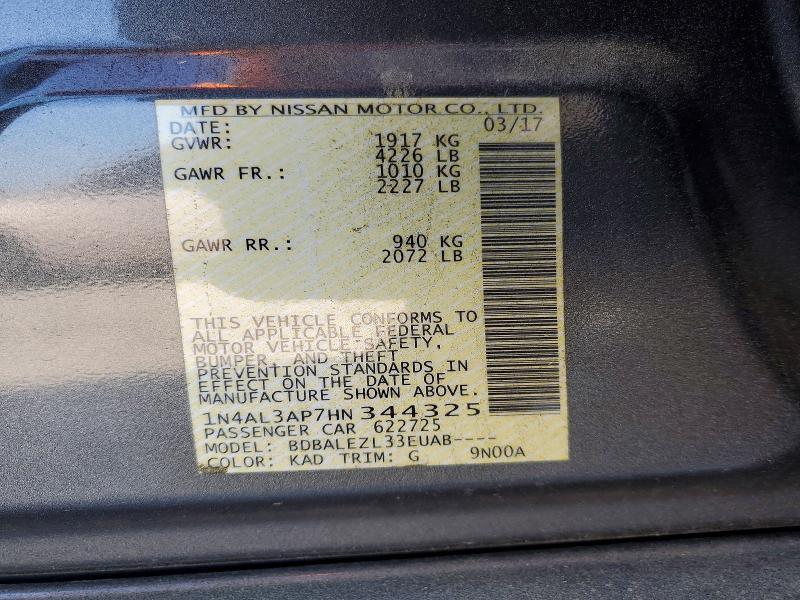 MFD BY NISSAN MOTOR CO., LTD.
DATE: 03/17
GVWR: 1917 KG
4226 LB
GAWR FR.: 1010 KG
2227 LB
GAWR RR.: 940 KG
2072 LB
THIS VEHICLE CONFORMS TO
ALL APPLICABLE FEDERAL
MOTOR VEHICLE SAFETY,
BUMPER, AND THEFT
PREVENTION STANDARDS IN
EFFECT ON THE DATE OF
MANUFACTURE SHOWN ABOVE.
1N4AL3AP7HN344325
PASSENGER CAR 622725
MODEL: BDBALEZL33EUAB----
COLOR: KAD TRIM: G 9N00A